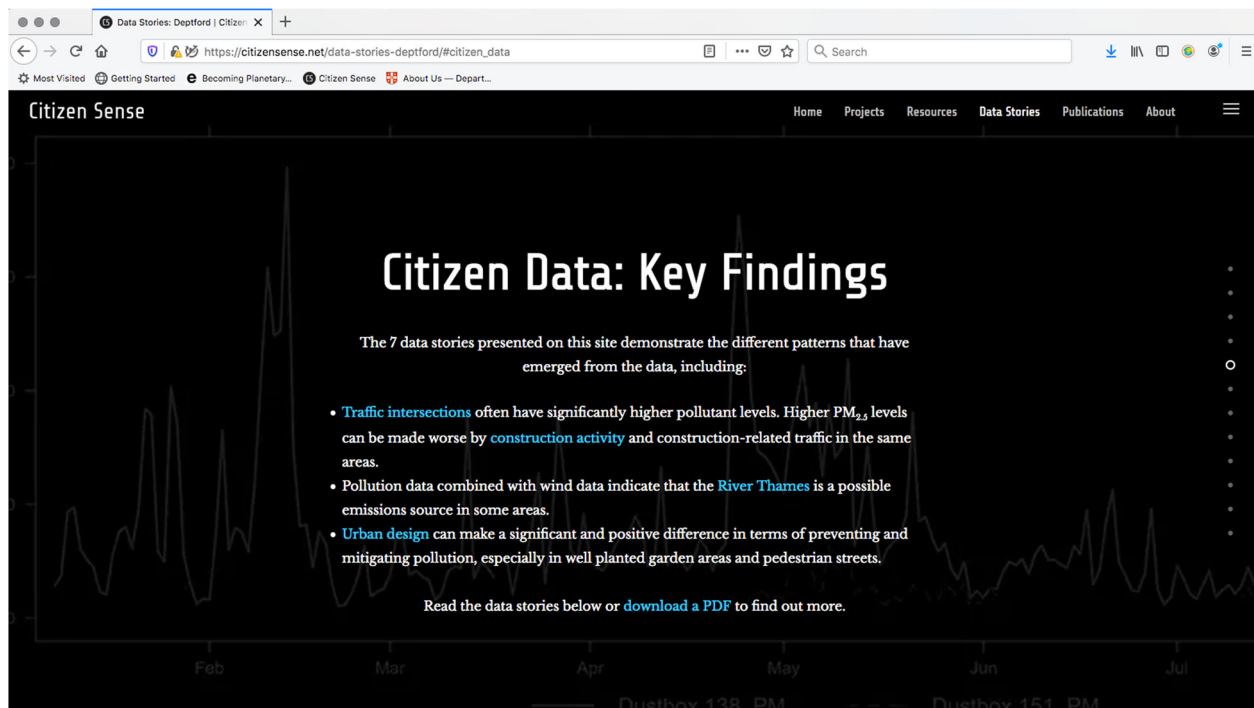 Data Stories: Deptford | Citizen
https://citizensense.net/data-stories-deptford/#citizen_data
Search
Most Visited Getting Started Becoming Planetary... Citizen Sense About Us — Depart...
Citizen Sense
Home Projects Resources Data Stories Publications About
Citizen Data: Key Findings
The 7 data stories presented on this site demonstrate the different patterns that have
emerged from the data, including:
• Traffic intersections often have significantly higher pollutant levels. Higher PM2.5 levels
can be made worse by construction activity and construction-related traffic in the same
areas.
• Pollution data combined with wind data indicate that the River Thames is a possible
emissions source in some areas.
• Urban design can make a significant and positive difference in terms of preventing and
mitigating pollution, especially in well planted garden areas and pedestrian streets.
Read the data stories below or download a PDF to find out more.
Feb Mar Apr May Jun Jul
Dustbox 138, PM Dustbox 151, PM